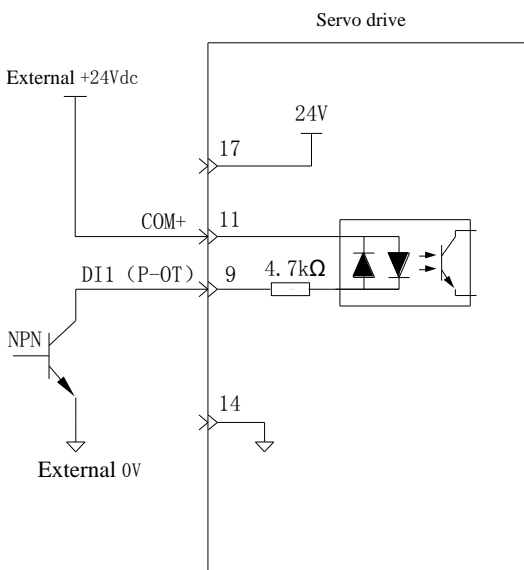 Servo drive
External +24Vdc
24V
17
COM+
11
DI1 (P-OT)
9
4.7kΩ
NPN
14
External 0V